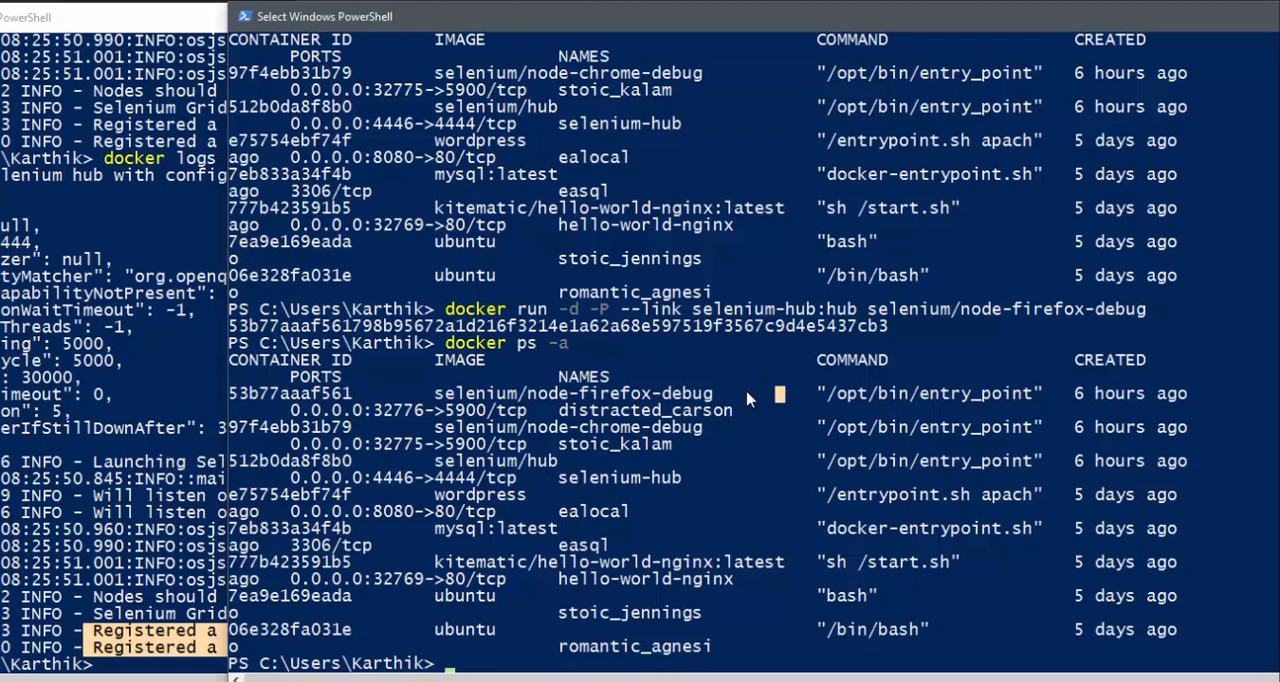 PowerShell
08:25:50.990:INFO:osjs
08:25:51.001:INFO:osjs
08:25:51.001:INFO:osjs
2 INFO - Nodes should
3 INFO - Selenium Grid
3 INFO - Registered a
0 INFO - Registered a
\Karthik> docker logs
lenium hub with config
ull,
444,
zer": null,
tyMatcher": "org.openq
apabilityNotPresent":
onWaitTimeout": -1,
Threads": -1,
ing": 5000,
ycle": 5000,
: 30000,
imeout": 0,
on": 5,
erIfStillDownAfter": 3
6 INFO - Launching Sel
08:25:50.845:INFO::mai
9 INFO - Will listen o
6 INFO - Will listen o
08:25:50.960:INFO:osjs
08:25:50.990:INFO:osjs
08:25:51.001:INFO:osjs
08:25:51.001:INFO:osjs
2 INFO - Nodes should
3 INFO - Selenium Grid
3 INFO - Registered a
0 INFO - Registered a
\Karthik>
Select Windows PowerShell
CONTAINER ID IMAGE COMMAND CREATED
PORTS NAMES
97f4ebb31b79 selenium/node-chrome-debug "/opt/bin/entry_point" 6 hours ago
0.0.0.0:32775->5900/tcp stoic_kalam
512b0da8f8b0 selenium/hub "/opt/bin/entry_point" 6 hours ago
0.0.0.0:4446->4444/tcp selenium-hub
e75754ebf74f wordpress "/entrypoint.sh apach" 5 days ago
ago 0.0.0.0:8080->80/tcp ealocal
7eb833a34f4b mysql:latest "docker-entrypoint.sh" 5 days ago
ago 3306/tcp easql
777b423591b5 kitematic/hello-world-nginx:latest "sh /start.sh" 5 days ago
ago 0.0.0.0:32769->80/tcp hello-world-nginx
7ea9e169eada ubuntu "bash" 5 days ago
o stoic_jennings
06e328fa031e ubuntu "/bin/bash" 5 days ago
o romantic_agnesi
PS C:\Users\Karthik> docker run -d -P --link selenium-hub:hub selenium/node-firefox-debug
53b77aaaf561798b95672a1d216f3214e1a62a68e597519f3567c9d4e5437cb3
PS C:\Users\Karthik> docker ps -a
CONTAINER ID IMAGE COMMAND CREATED
PORTS NAMES
53b77aaaf561 selenium/node-firefox-debug "/opt/bin/entry_point" 6 hours ago
0.0.0.0:32776->5900/tcp distracted_carson
97f4ebb31b79 selenium/node-chrome-debug "/opt/bin/entry_point" 6 hours ago
0.0.0.0:32775->5900/tcp stoic_kalam
512b0da8f8b0 selenium/hub "/opt/bin/entry_point" 6 hours ago
0.0.0.0:4446->4444/tcp selenium-hub
e75754ebf74f wordpress "/entrypoint.sh apach" 5 days ago
ago 0.0.0.0:8080->80/tcp ealocal
7eb833a34f4b mysql:latest "docker-entrypoint.sh" 5 days ago
ago 3306/tcp easql
777b423591b5 kitematic/hello-world-nginx:latest "sh /start.sh" 5 days ago
ago 0.0.0.0:32769->80/tcp hello-world-nginx
7ea9e169eada ubuntu "bash" 5 days ago
o stoic_jennings
06e328fa031e ubuntu "/bin/bash" 5 days ago
o romantic_agnesi
PS C:\Users\Karthik>